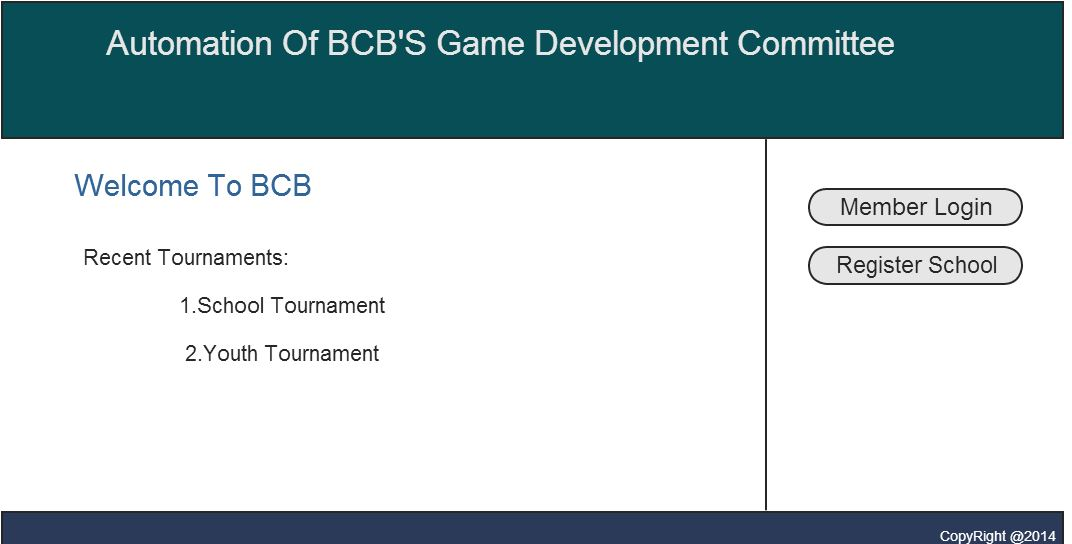 Automation Of BCB'S Game Development Committee
Welcome To BCB
Recent Tournaments:
1.School Tournament
2.Youth Tournament
Member Login
Register School
CopyRight @2014